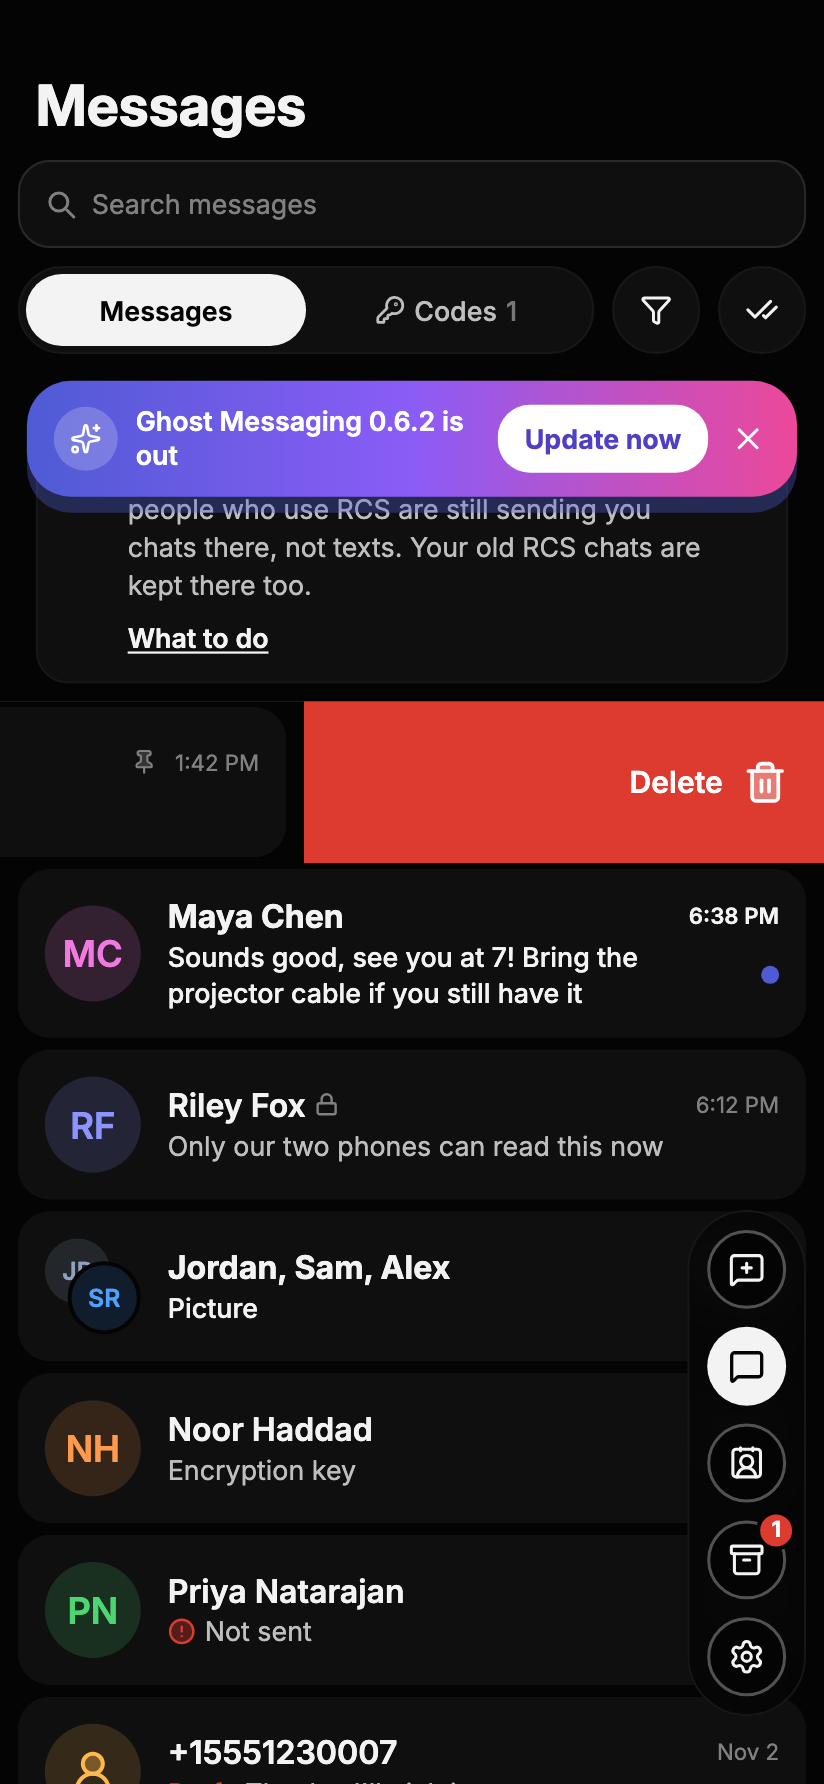 Messages
Search messages
Messages
Codes 1
Ghost Messaging 0.6.2 is
out
Update now
people who use RCS are still sending you
chats there, not texts. Your old RCS chats are
kept there too.
What to do
1:42 PM
Delete
MC
Maya Chen
6:38 PM
Sounds good, see you at 7! Bring the
projector cable if you still have it
RF
Riley Fox
6:12 PM
Only our two phones can read this now
SR
Jordan, Sam, Alex
Picture
NH
Noor Haddad
Encryption key
1
PN
Priya Natarajan
Not sent
+15551230007
Nov 2